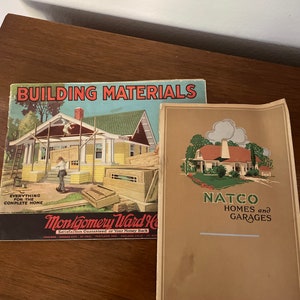 BUILDING MATERIALS
EVERYTHING
FOR THE
COMPLETE HOME
Montgomery Ward &
NATCO
HOMES and
GARAGES